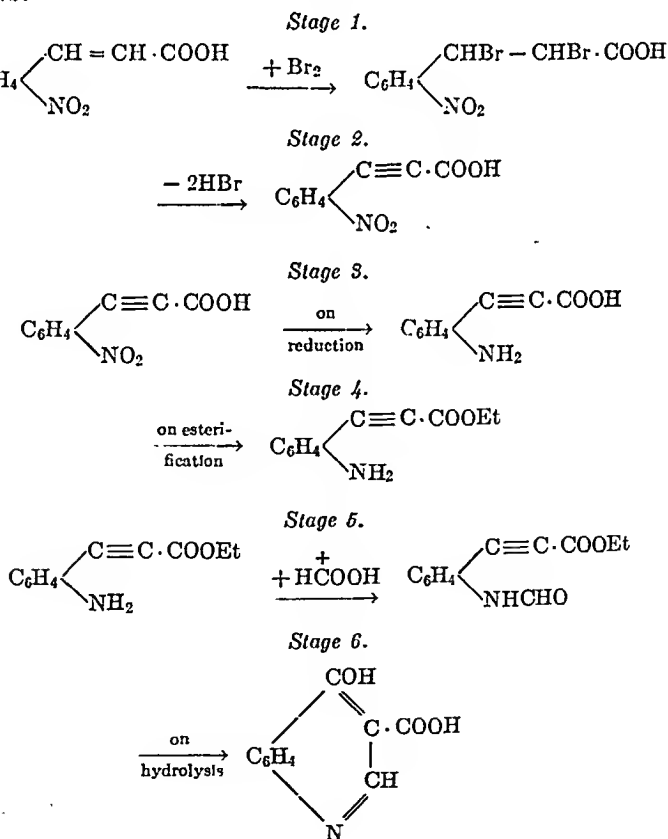 Stage 1.
CH = CH·COOH
H₄
NO₂
+ Br₂
CHBr — CHBr·COOH
C₆H₄
NO₂
Stage 2.
− 2HBr
C≡C·COOH
C₆H₄
NO₂
Stage 3.
C≡C·COOH
C₆H₄
NO₂
on
reduction
C≡C·COOH
C₆H₄
NH₂
Stage 4.
on esteri-
fication
C≡C·COOEt
C₆H₄
NH₂
Stage 5.
C≡C·COOEt
C₆H₄
NH₂
+
+HCOOH
C≡C·COOEt
C₆H₄
NHCHO
Stage 6.
on
hydrolysis
COH
C·COOH
C₆H₄
CH
N